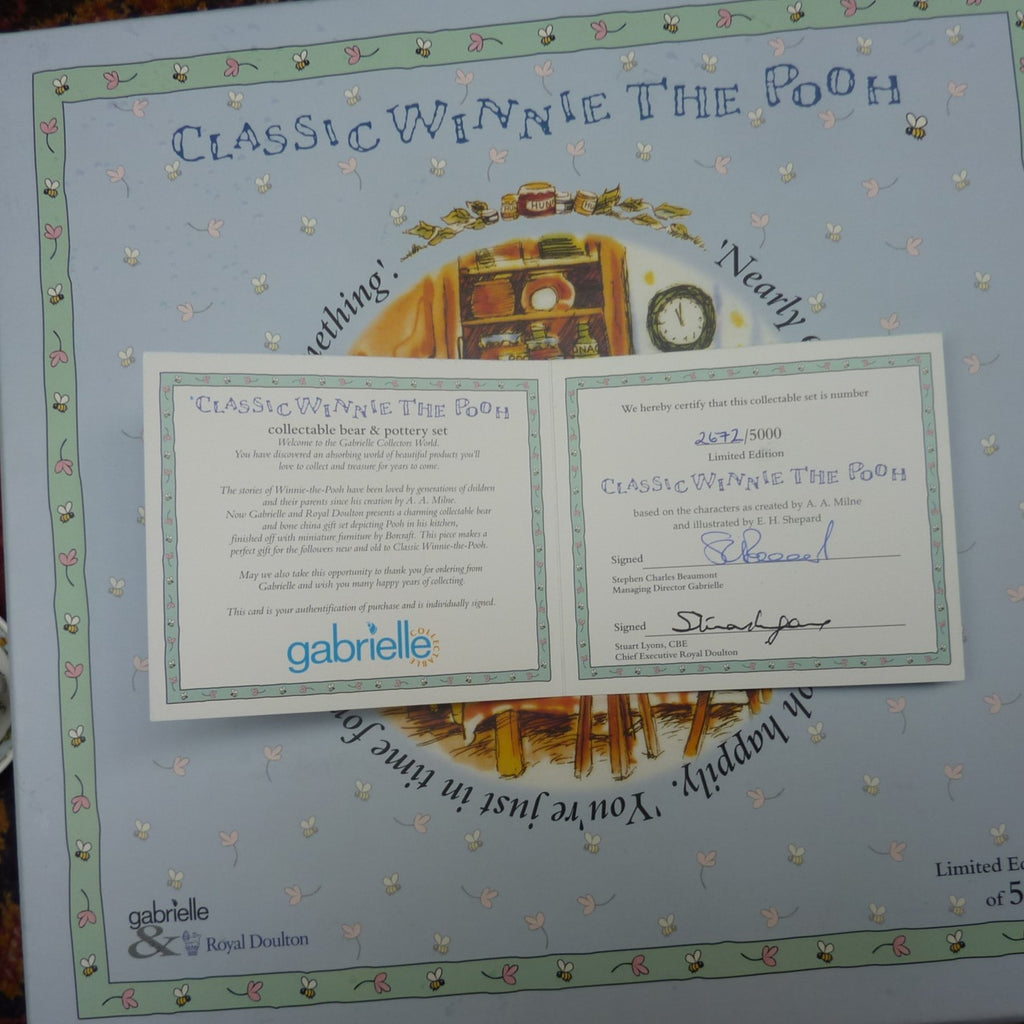 CLASSIC WINNIE THE POOH
HUN
'Nearly
mething'.
'CLASSIC WINNIE THE POOH
collectable bear & pottery set
Welcome to the Gabrielle Collectors World.
You have discovered an absorbing world of beautiful products you'll
love to collect and treasure for years to come.
The stories of Winnie-the-Pooh have been loved by generations of children
and their parents since his creation by A. A. Milne.
Now Gabrielle and Royal Doulton presents a charming collectable bear
and bone china gift set depicting Pooh in his kitchen,
finished off with miniature furniture by Borcraft. This piece makes a
perfect gift for the followers new and old to Classic Winnie-the-Pooh.
May we also take this opportunity to thank you for ordering from
Gabrielle and wish you many happy years of collecting.
This card is your authentification of purchase and is individually signed.
gabrielle
COLLECTABLE
We hereby certify that this collectable set is number
2672/5000
Limited Edition
CLASSIC WINNIE THE POOH
based on the characters as created by A. A. Milne
and illustrated by E. H. Shepard
Signed
Stephen Charles Beaumont
Managing Director Gabrielle
Signed
Stuart Lyons, CBE
Chief Executive Royal Doulton
oh happily. 'You're just in time for
gabrielle
& Royal Doulton
Limited Ed
of 5